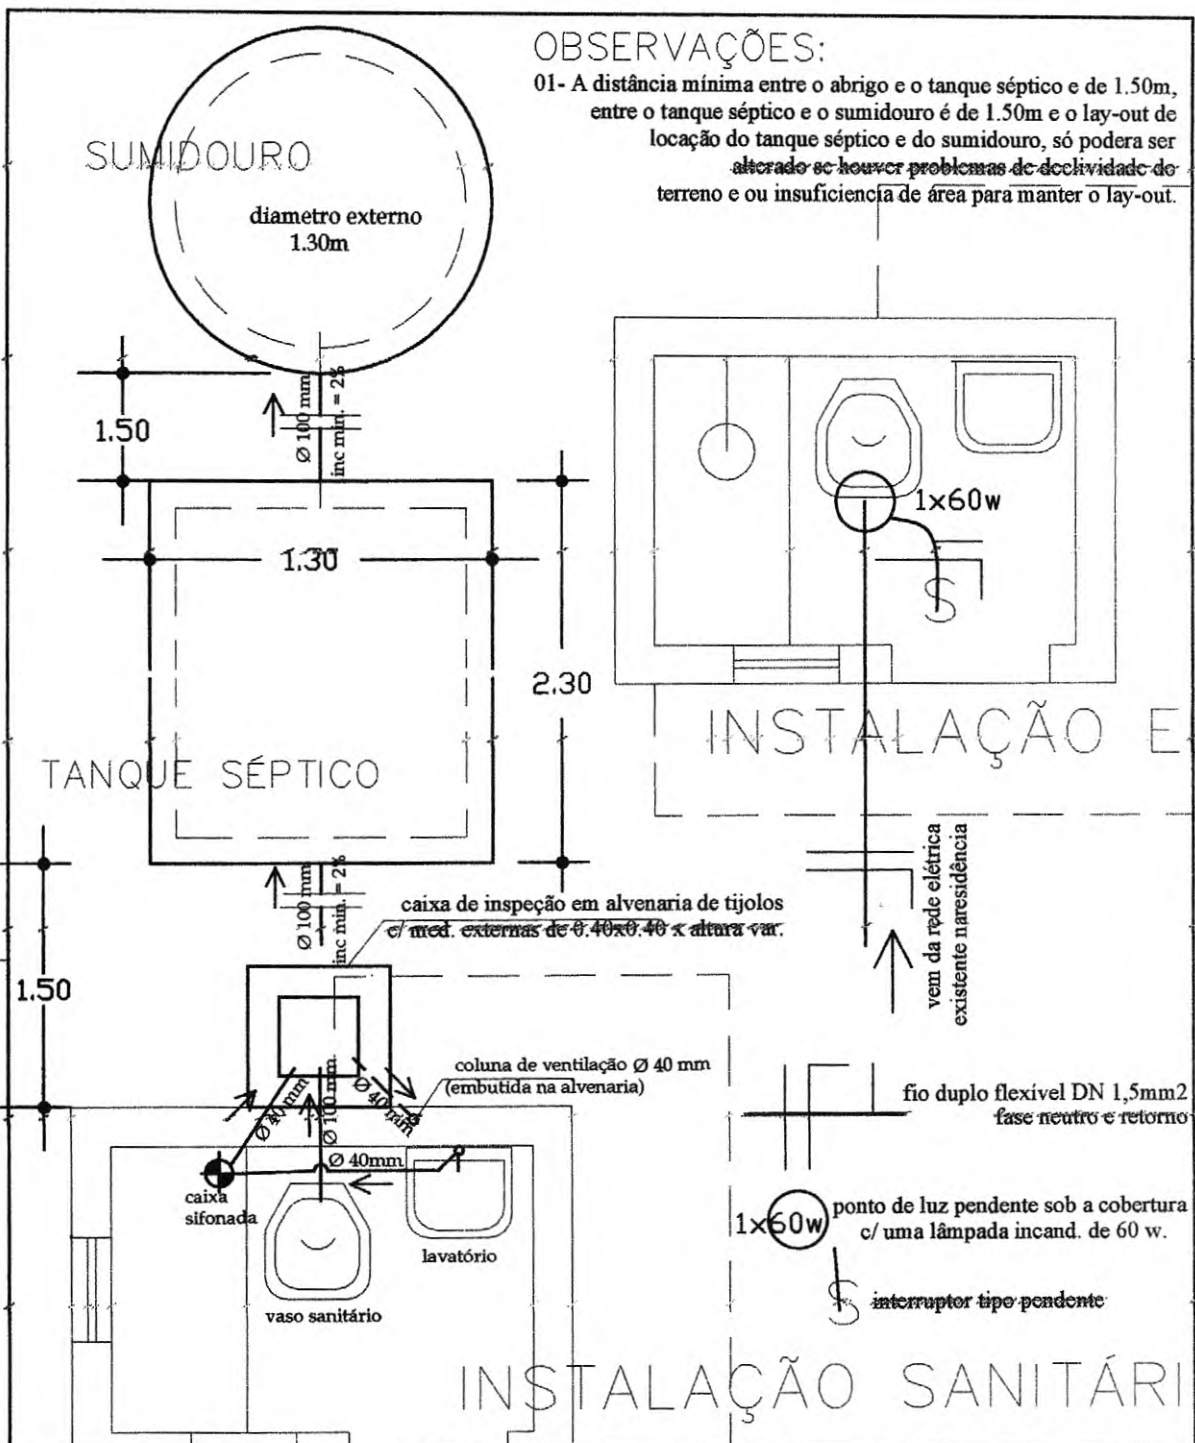 OBSERVAÇÕES:
01- A distância mínima entre o abrigo e o tanque séptico e de 1.50m,
entre o tanque séptico e o sumidouro é de 1.50m e o lay-out de
locação do tanque séptico e do sumidouro, só podera ser
alterado se houver problemas de declividade do
terreno e ou insuficiencia de área para manter o lay-out.
SUMIDOURO
diametro externo
1.30m
1.50
Ø 100 mm
inc min. = 2%
1.30
2.30
TANQUE SÉPTICO
1x60w
S
INSTALAÇÃO E
vem da rede elétrica
existente naresidência
Ø 100 mm
inc min. = 2%
caixa de inspeção em alvenaria de tijolos
c/ med. externas de 0.40x0.40 x altura var.
1.50
coluna de ventilação Ø 40 mm
(embutida na alvenaria)
Ø 40 mm
Ø 100 mm
Ø 40 mm
Ø 40mm
caixa
sifonada
lavatório
vaso sanitário
fio duplo flexível DN 1,5mm2
fase neutro e retorno
1x60w
ponto de luz pendente sob a cobertura
c/ uma lâmpada incand. de 60 w.
S
interruptor tipo pendente
INSTALAÇÃO SANITÁRI